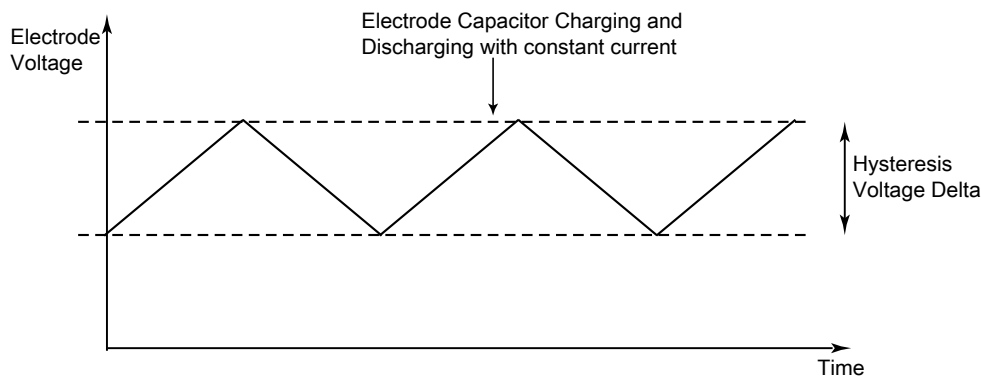 Electrode Capacitor Charging and
Discharging with constant current
Electrode
Voltage
Hysteresis
Voltage Delta
Time